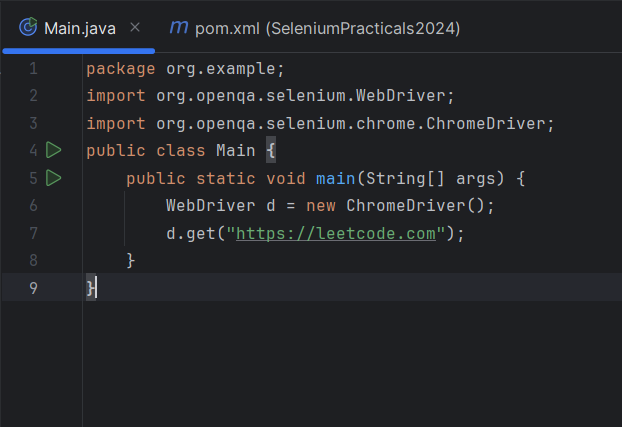 Main.java
pom.xml (SeleniumPracticals2024)
1 package org.example;
2 import org.openqa.selenium.WebDriver;
3 import org.openqa.selenium.chrome.ChromeDriver;
4 public class Main {
5     public static void main(String[] args) {
6         WebDriver d = new ChromeDriver();
7         d.get("https://leetcode.com");
8     }
9 }